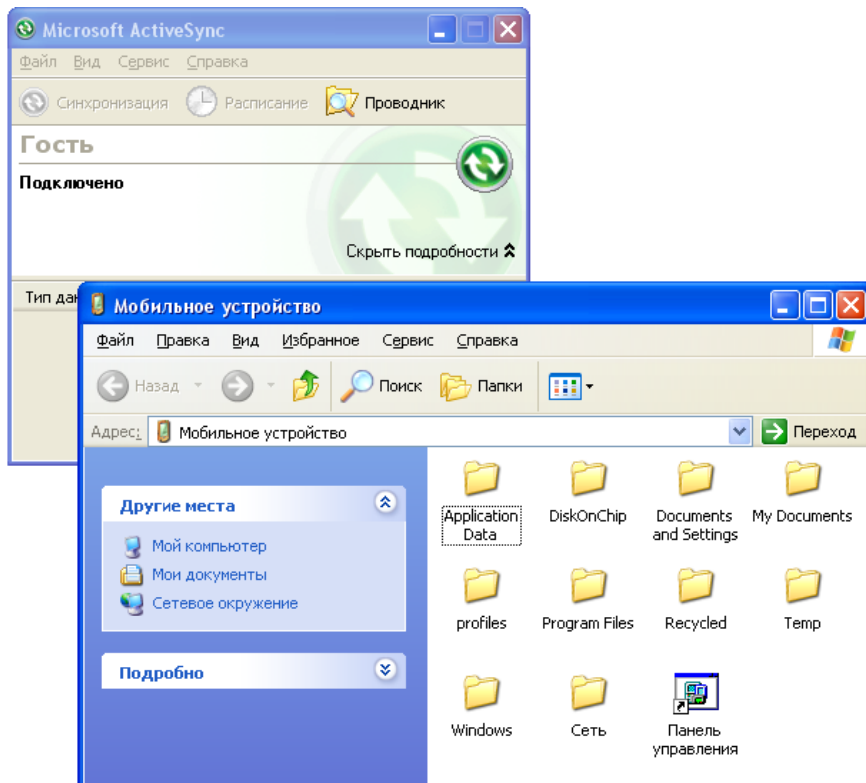 Microsoft ActiveSync
Файл Вид Сервис Справка
Синхронизация Расписание Проводник
Гость
Подключено
Скрыть подробности
Тип
Мобильное устройство
Файл Правка Вид Избранное Сервис Справка
Назад Поиск Папки
Адрес: Мобильное устройство Переход
Другие места
Мой компьютер
Мои документы
Сетевое окружение
Подробно
Application Data
DiskOnChip
Documents and Settings
My Documents
profiles
Program Files
Recycled
Temp
Windows
Сеть
Панель управления